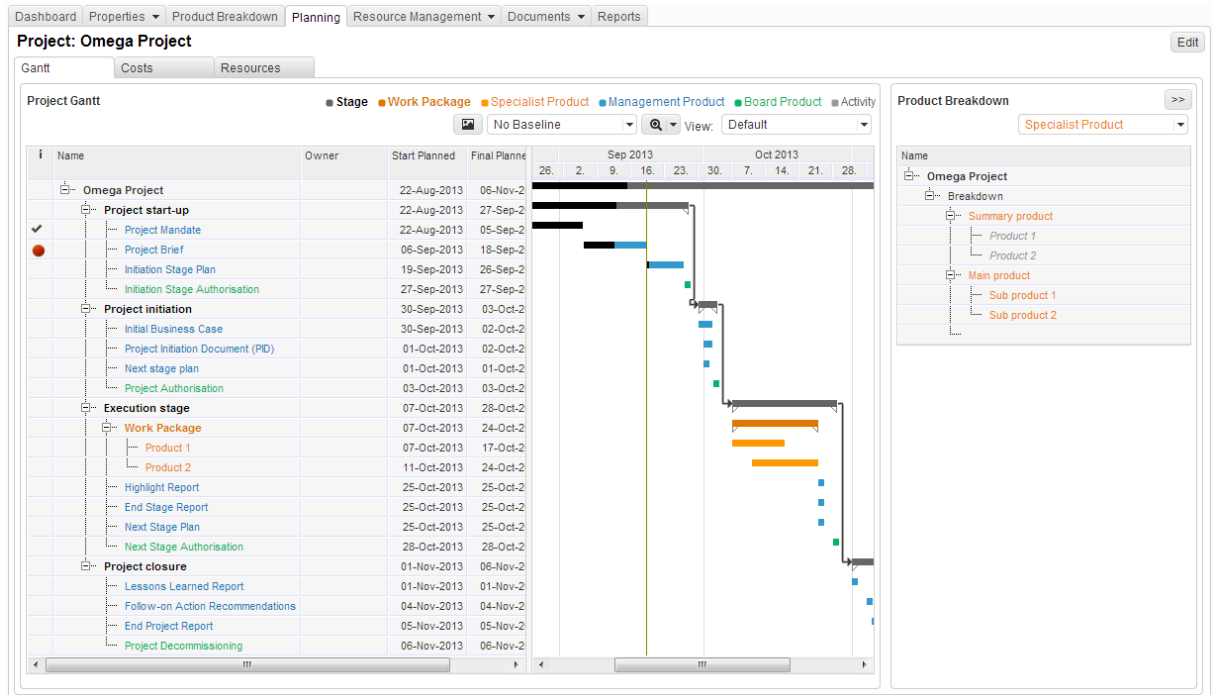 Dashboard Properties Product Breakdown Planning Resource Management Documents Reports
Project: Omega Project Edit
Gantt Costs Resources
Project Gantt Stage Work Package Specialist Product Management Product Board Product Activity
No Baseline View: Default
i Name Owner Start Planned Final Planne
Sep 2013 Oct 2013
26. 2. 9. 16. 23. 30. 7. 14. 21. 28.
Omega Project 22-Aug-2013 06-Nov-2
Project start-up 22-Aug-2013 27-Sep-2
Project Mandate 22-Aug-2013 05-Sep-2
Project Brief 06-Sep-2013 18-Sep-2
Initiation Stage Plan 19-Sep-2013 26-Sep-2
Initiation Stage Authorisation 27-Sep-2013 27-Sep-2
Project initiation 30-Sep-2013 03-Oct-2
Initial Business Case 30-Sep-2013 02-Oct-2
Project Initiation Document (PID) 01-Oct-2013 02-Oct-2
Next stage plan 01-Oct-2013 01-Oct-2
Project Authorisation 03-Oct-2013 03-Oct-2
Execution stage 07-Oct-2013 28-Oct-2
Work Package 07-Oct-2013 24-Oct-2
Product 1 07-Oct-2013 17-Oct-2
Product 2 11-Oct-2013 24-Oct-2
Highlight Report 25-Oct-2013 25-Oct-2
End Stage Report 25-Oct-2013 25-Oct-2
Next Stage Plan 25-Oct-2013 25-Oct-2
Next Stage Authorisation 28-Oct-2013 28-Oct-2
Project closure 01-Nov-2013 06-Nov-2
Lessons Learned Report 01-Nov-2013 01-Nov-2
Follow-on Action Recommendations 04-Nov-2013 04-Nov-2
End Project Report 05-Nov-2013 05-Nov-2
Project Decommissioning 06-Nov-2013 06-Nov-2
Product Breakdown >>
Specialist Product
Name
Omega Project
Breakdown
Summary product
Product 1
Product 2
Main product
Sub product 1
Sub product 2